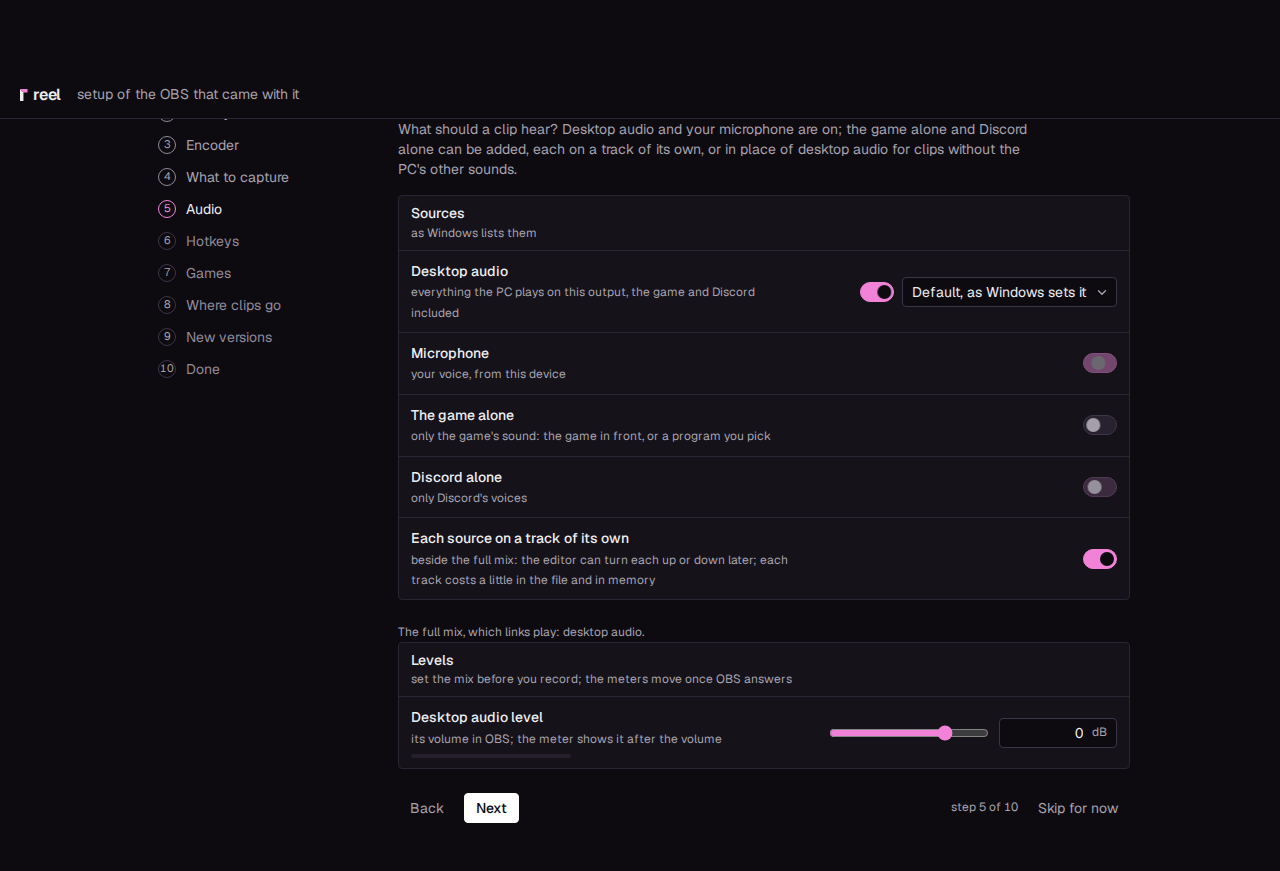 reel
setup of the OBS that came with it
3 Encoder
4 What to capture
5 Audio
6 Hotkeys
7 Games
8 Where clips go
9 New versions
10 Done
What should a clip hear? Desktop audio and your microphone are on; the game alone and Discord
alone can be added, each on a track of its own, or in place of desktop audio for clips without the
PC's other sounds.
Sources
as Windows lists them
Desktop audio
everything the PC plays on this output, the game and Discord
included
Default, as Windows sets it
Microphone
your voice, from this device
The game alone
only the game's sound: the game in front, or a program you pick
Discord alone
only Discord's voices
Each source on a track of its own
beside the full mix: the editor can turn each up or down later; each
track costs a little in the file and in memory
The full mix, which links play: desktop audio.
Levels
set the mix before you record; the meters move once OBS answers
Desktop audio level
its volume in OBS; the meter shows it after the volume
0 dB
Back
Next
step 5 of 10
Skip for now